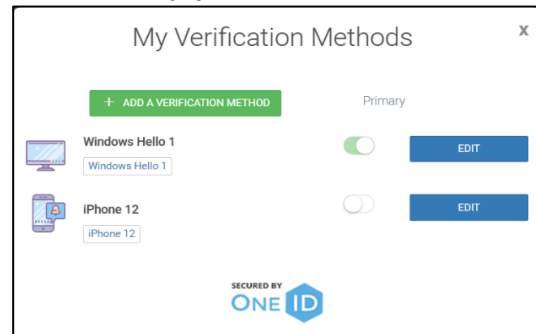 My Verification Methods
x
+ ADD A VERIFICATION METHOD
Primary
Windows Hello 1
Windows Hello 1
EDIT
iPhone 12
iPhone 12
EDIT
SECURED BY
ONE ID